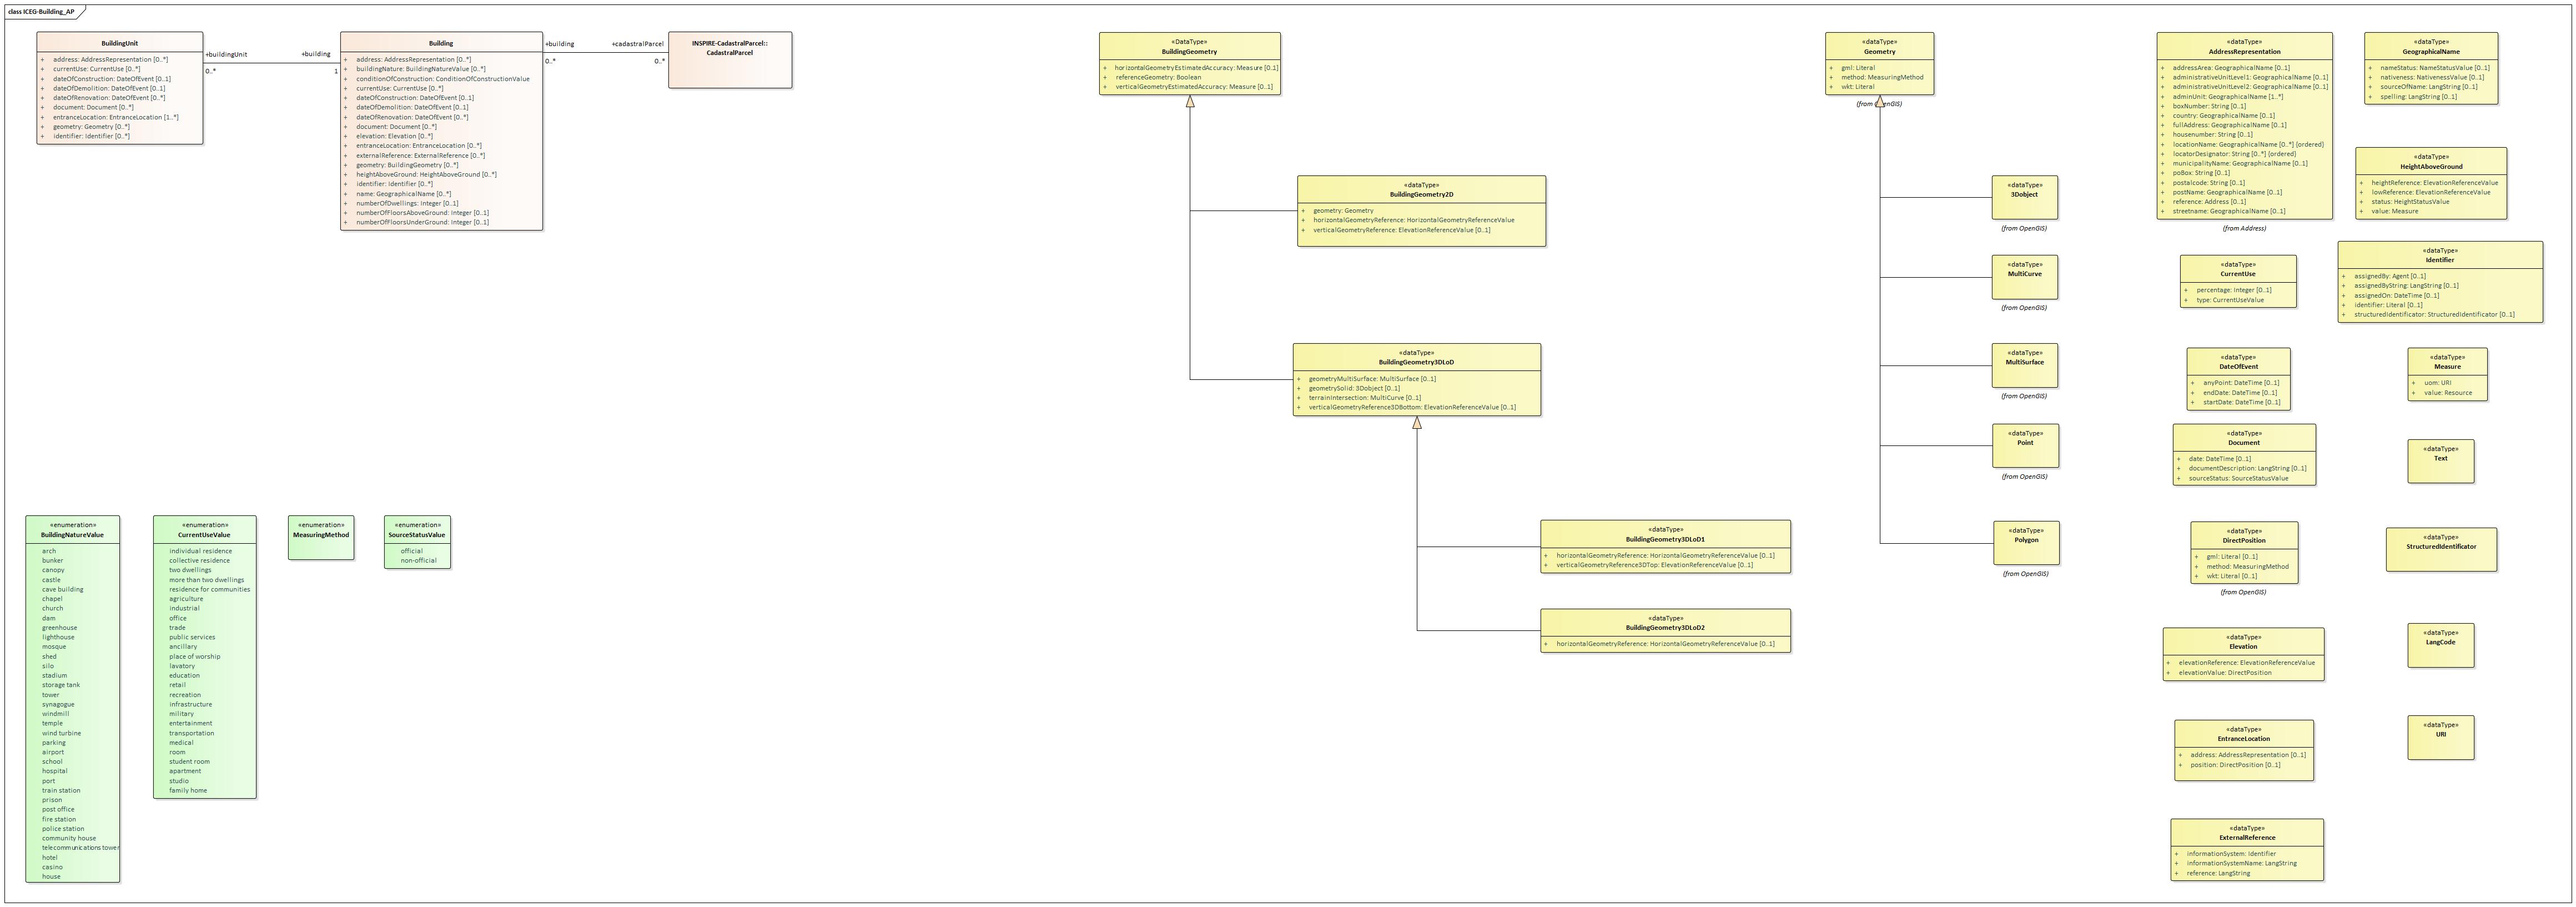 class ICEG-Building_AP
BuildingUnit
+ address: AddressRepresentation [0..*]
+ currentUse: CurrentUse [0..*]
+ dateOfConstruction: DateOfEvent [0..1]
+ dateOfDemolition: DateOfEvent [0..1]
+ dateOfRenovation: DateOfEvent [0..*]
+ document: Document [0..*]
+ entranceLocation: EntranceLocation [1..*]
+ geometry: Geometry [0..*]
+ identifier: Identifier [0..*]
+buildingUnit
+building
0..*
1
Building
+ address: AddressRepresentation [0..*]
+ buildingNature: BuildingNatureValue [0..*]
+ conditionOfConstruction: ConditionOfConstructionValue
+ currentUse: CurrentUse [0..*]
+ dateOfConstruction: DateOfEvent [0..1]
+ dateOfDemolition: DateOfEvent [0..1]
+ dateOfRenovation: DateOfEvent [0..*]
+ document: Document [0..*]
+ elevation: Elevation [0..*]
+ entranceLocation: EntranceLocation [0..*]
+ externalReference: ExternalReference [0..*]
+ geometry: BuildingGeometry [0..*]
+ heightAboveGround: HeightAboveGround [0..*]
+ identifier: Identifier [0..*]
+ name: GeographicalName [0..*]
+ numberOfDwellings: Integer [0..1]
+ numberOfFloorsAboveGround: Integer [0..1]
+ numberOfFloorsUnderGround: Integer [0..1]
+building
+cadastralParcel
0..*
0..*
INSPIRE-CadastralParcel::
CadastralParcel
«DataType»
BuildingGeometry
+ horizontalGeometryEstimatedAccuracy: Measure [0..1]
+ referenceGeometry: Boolean
+ verticalGeometryEstimatedAccuracy: Measure [0..1]
«dataType»
BuildingGeometry2D
+ geometry: Geometry
+ horizontalGeometryReference: HorizontalGeometryReferenceValue
+ verticalGeometryReference: ElevationReferenceValue [0..1]
«dataType»
BuildingGeometry3DLoD
+ geometryMultiSurface: MultiSurface [0..1]
+ geometrySolid: 3Dobject [0..1]
+ terrainIntersection: MultiCurve [0..1]
+ verticalGeometryReference3DBottom: ElevationReferenceValue [0..1]
«dataType»
BuildingGeometry3DLoD1
+ horizontalGeometryReference: HorizontalGeometryReferenceValue [0..1]
+ verticalGeometryReference3DTop: ElevationReferenceValue [0..1]
«dataType»
BuildingGeometry3DLoD2
+ horizontalGeometryReference: HorizontalGeometryReferenceValue [0..1]
«dataType»
Geometry
+ gml: Literal
+ method: MeasuringMethod
+ wkt: Literal
(from OpenGIS)
«dataType»
3Dobject
(from OpenGIS)
«dataType»
MultiCurve
(from OpenGIS)
«dataType»
MultiSurface
(from OpenGIS)
«dataType»
Point
(from OpenGIS)
«dataType»
Polygon
(from OpenGIS)
«dataType»
AddressRepresentation
+ addressArea: GeographicalName [0..1]
+ administrativeUnitLevel1: GeographicalName [0..1]
+ administrativeUnitLevel2: GeographicalName [0..1]
+ adminUnit: GeographicalName [1..*]
+ boxNumber: String [0..1]
+ country: GeographicalName [0..1]
+ fullAddress: GeographicalName [0..1]
+ housenumber: String [0..1]
+ locationName: GeographicalName [0..*] {ordered}
+ locatorDesignator: String [0..*] {ordered}
+ municipalityName: GeographicalName [0..1]
+ poBox: String [0..1]
+ postalcode: String [0..1]
+ postName: GeographicalName [0..1]
+ reference: Address [0..1]
+ streetname: GeographicalName [0..1]
(from Address)
«dataType»
GeographicalName
+ nameStatus: NameStatusValue [0..1]
+ nativeness: NativenessValue [0..1]
+ sourceOfName: LangString [0..1]
+ spelling: LangString [0..1]
«dataType»
HeightAboveGround
+ heightReference: ElevationReferenceValue
+ lowReference: ElevationReferenceValue
+ status: HeightStatusValue
+ value: Measure
«dataType»
CurrentUse
+ percentage: Integer [0..1]
+ type: CurrentUseValue
«dataType»
Identifier
+ assignedBy: Agent [0..1]
+ assignedByString: LangString [0..1]
+ assignedOn: DateTime [0..1]
+ identifier: Literal [0..1]
+ structuredIdentificator: StructuredIdentificator [0..1]
«dataType»
DateOfEvent
+ anyPoint: DateTime [0..1]
+ endDate: DateTime [0..1]
+ startDate: DateTime [0..1]
«dataType»
Measure
+ uom: URI
+ value: Resource
«dataType»
Document
+ date: DateTime [0..1]
+ documentDescription: LangString [0..1]
+ sourceStatus: SourceStatusValue
«dataType»
Text
«dataType»
DirectPosition
+ gml: Literal [0..1]
+ method: MeasuringMethod
+ wkt: Literal [0..1]
(from OpenGIS)
«dataType»
StructuredIdentificator
«dataType»
Elevation
+ elevationReference: ElevationReferenceValue
+ elevationValue: DirectPosition
«dataType»
LangCode
«dataType»
EntranceLocation
+ address: AddressRepresentation [0..1]
+ position: DirectPosition [0..1]
«dataType»
URI
«dataType»
ExternalReference
+ informationSystem: Identifier
+ informationSystemName: LangString
+ reference: LangString
«enumeration»
BuildingNatureValue
arch
bunker
canopy
castle
cave building
chapel
church
dam
greenhouse
lighthouse
mosque
shed
silo
stadium
storage tank
tower
synagogue
windmill
temple
wind turbine
parking
airport
school
hospital
port
train station
prison
post office
fire station
police station
community house
telecommunications tower
hotel
casino
house
«enumeration»
CurrentUseValue
individual residence
collective residence
two dwellings
more than two dwellings
residence for communities
agriculture
industrial
office
trade
public services
ancillary
place of worship
lavatory
education
retail
recreation
infrastructure
military
entertainment
transportation
medical
room
student room
apartment
studio
family home
«enumeration»
MeasuringMethod
«enumeration»
SourceStatusValue
official
non-official